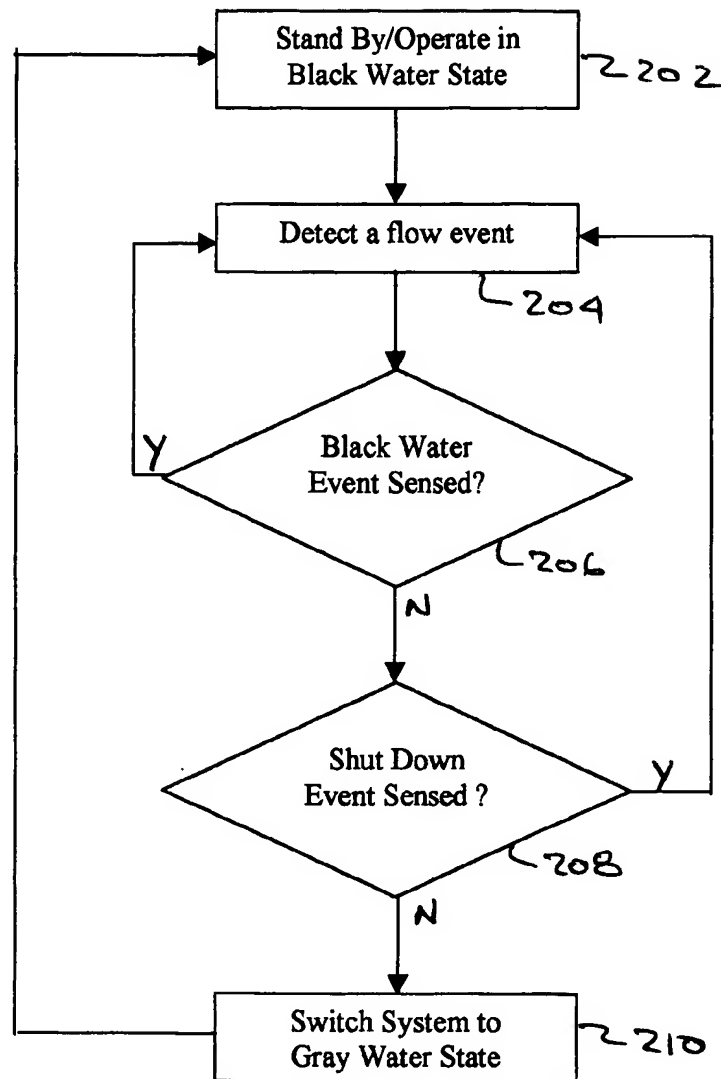 Stand By/Operate in
Black Water State
202
Detect a flow event
204
Black Water
Event Sensed?
Y
206
N
Shut Down
Event Sensed ?
Y
208
N
Switch System to
Gray Water State
210